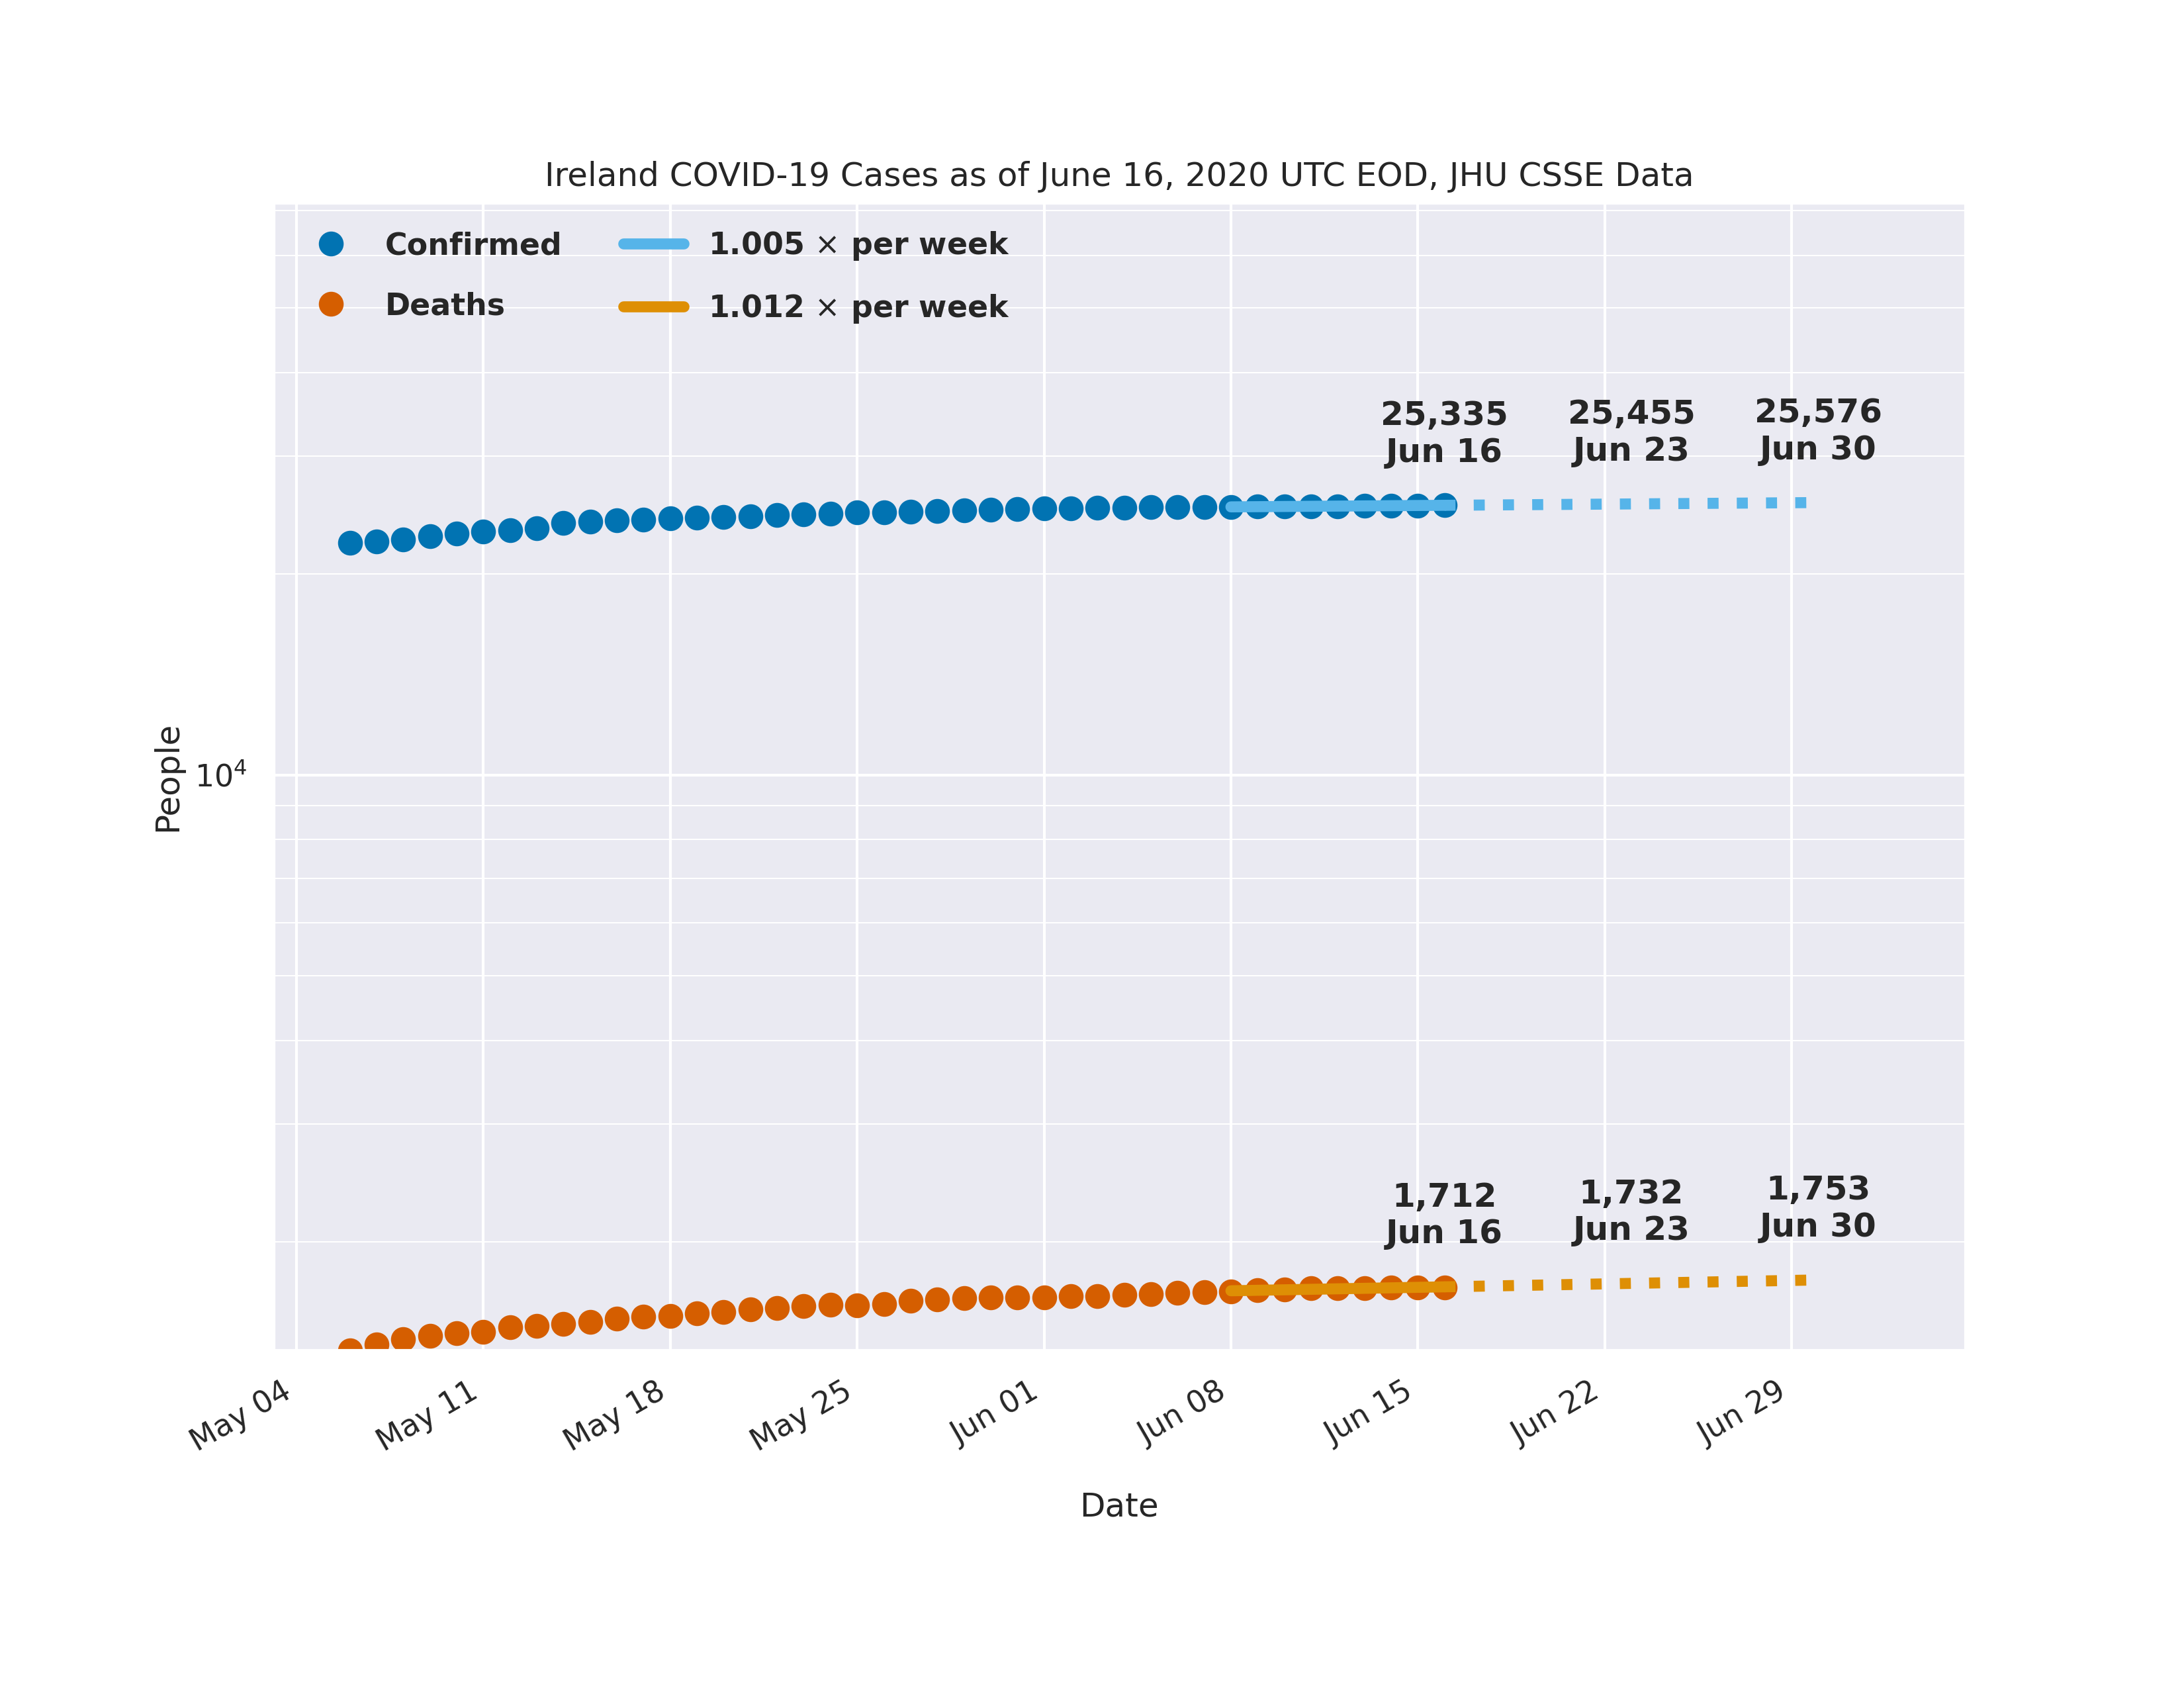 Ireland COVID-19 Cases as of June 16, 2020 UTC EOD, JHU CSSE Data
Confirmed
Deaths
1.005 × per week
1.012 × per week
25,335
Jun 16
25,455
Jun 23
25,576
Jun 30
People
10⁴
1,712
Jun 16
1,732
Jun 23
1,753
Jun 30
May 04
May 11
May 18
May 25
Jun 01
Jun 08
Jun 15
Jun 22
Jun 29
Date